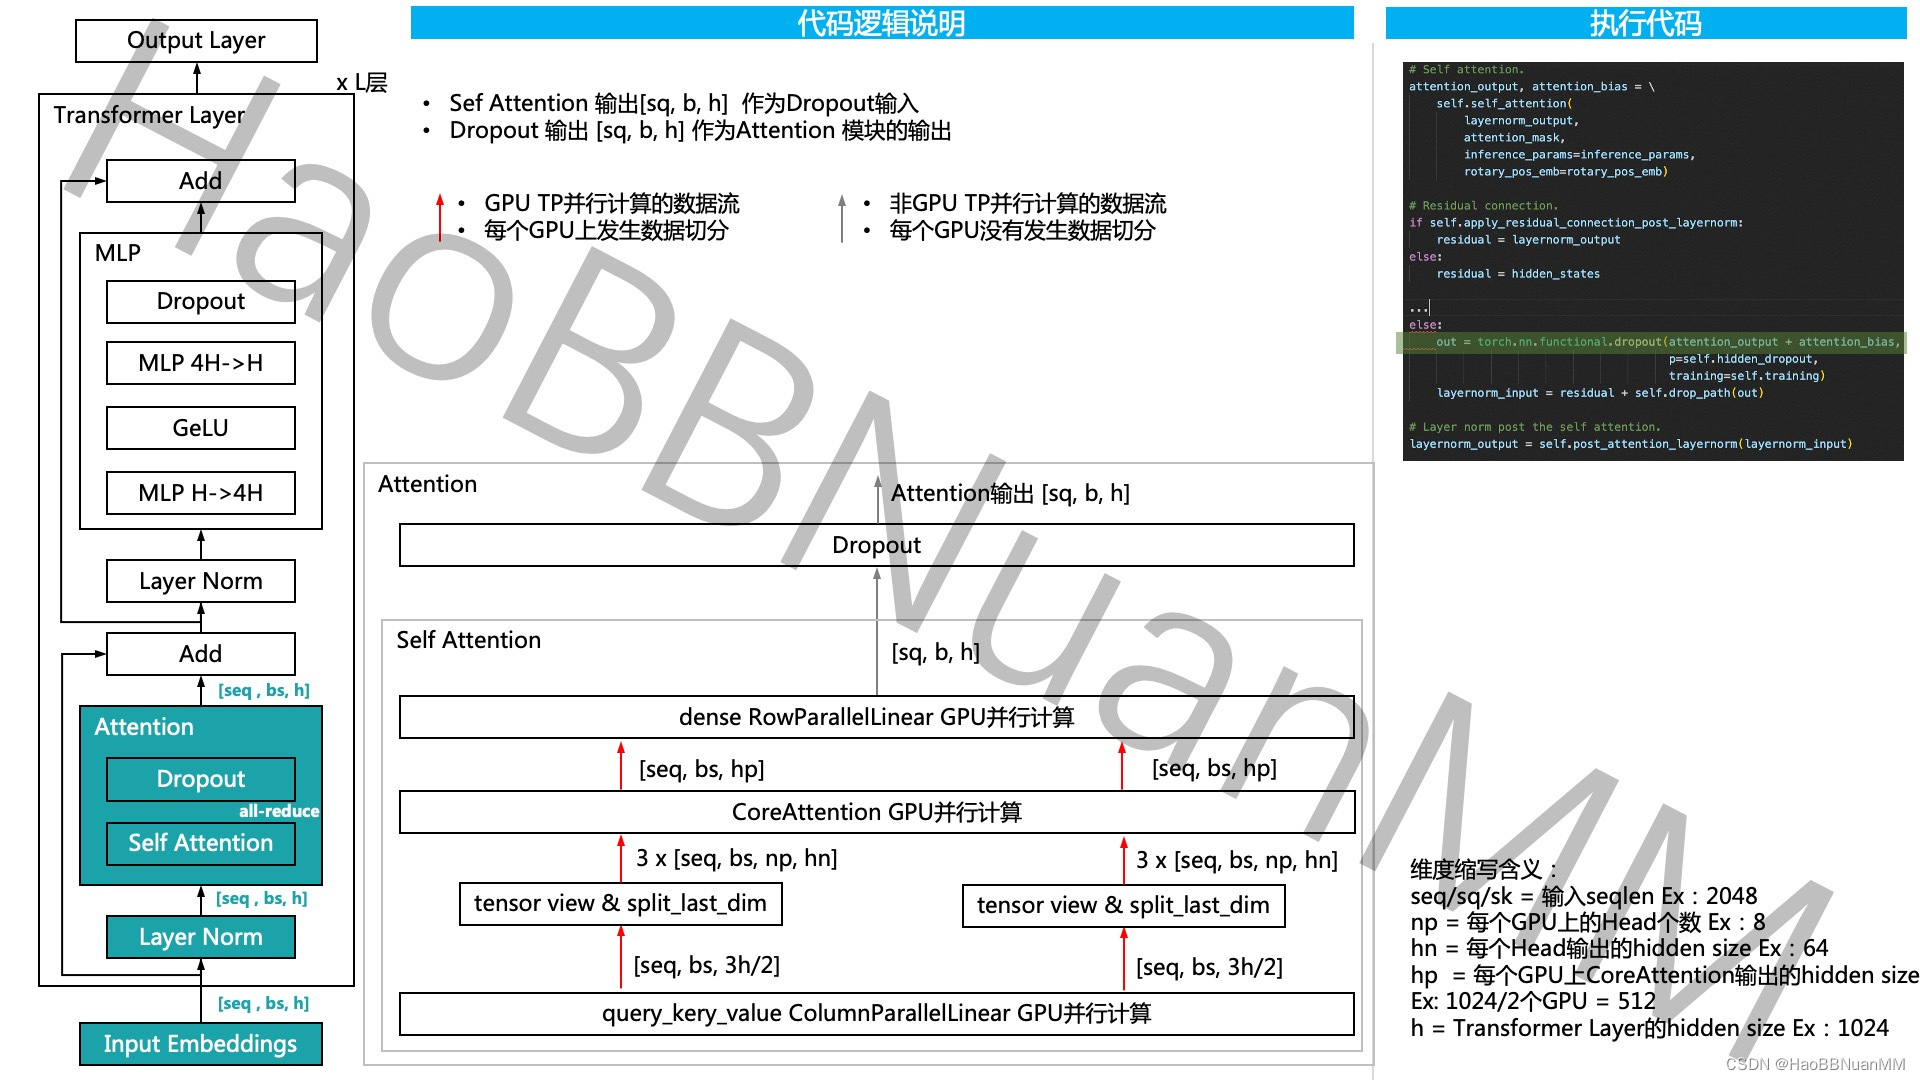 Output Layer
x L层
Transformer Layer
Add
MLP
Dropout
MLP 4H->H
GeLU
MLP H->4H
Layer Norm
Add
[seq , bs, h]
Attention
Dropout
all-reduce
Self Attention
[seq , bs, h]
Layer Norm
[seq , bs, h]
Input Embeddings
代码逻辑说明
• Sef Attention 输出[sq, b, h] 作为Dropout输入
• Dropout 输出 [sq, b, h] 作为Attention 模块的输出
• GPU TP并行计算的数据流
• 每个GPU上发生数据切分
• 非GPU TP并行计算的数据流
• 每个GPU没有发生数据切分
Attention
Attention输出 [sq, b, h]
Dropout
Self Attention
[sq, b, h]
dense RowParallelLinear GPU并行计算
[seq, bs, hp]
[seq, bs, hp]
CoreAttention GPU并行计算
3 x [seq, bs, np, hn]
3 x [seq, bs, np, hn]
tensor view & split_last_dim
tensor view & split_last_dim
[seq, bs, 3h/2]
[seq, bs, 3h/2]
query_kery_value ColumnParallelLinear GPU并行计算
执行代码
# Self attention.
attention_output, attention_bias = \
self.self_attention(
layernorm_output,
attention_mask,
inference_params=inference_params,
rotary_pos_emb=rotary_pos_emb)
# Residual connection.
if self.apply_residual_connection_post_layernorm:
residual = layernorm_output
else:
residual = hidden_states
...
else:
out = torch.nn.functional.dropout(attention_output + attention_bias,
p=self.hidden_dropout,
training=self.training)
layernorm_input = residual + self.drop_path(out)
# Layer norm post the self attention.
layernorm_output = self.post_attention_layernorm(layernorm_input)
维度缩写含义：
seq/sq/sk = 输入seqlen Ex：2048
np = 每个GPU上的Head个数 Ex：8
hn = 每个Head输出的hidden size Ex：64
hp = 每个GPU上CoreAttention输出的hidden size
Ex: 1024/2个GPU = 512
h = Transformer Layer的hidden size Ex：1024
HaoBBNuanMM
CSDN @HaoBBNuanMM